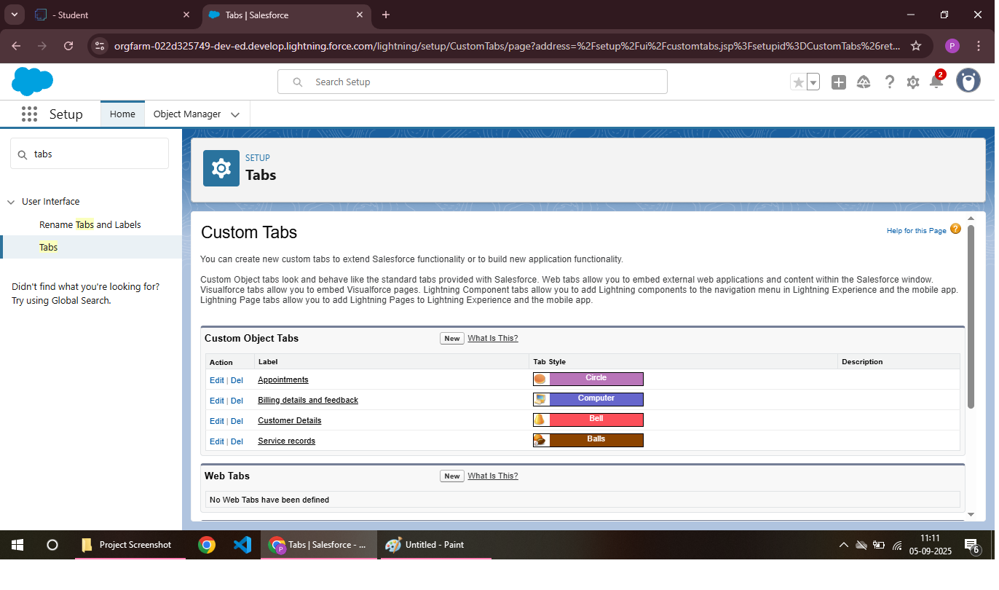 - Student
Tabs | Salesforce
orgfarm-022d325749-dev-ed.develop.lightning.force.com/lightning/setup/CustomTabs/page?address=%2Fsetup%2Fui%2Fcustomtabs.jsp%3Fsetupid%3DCustomTabs%26ret...
P
Search Setup
2
Setup
Home
Object Manager
tabs
User Interface
Rename Tabs and Labels
Tabs
Didn't find what you're looking for?
Try using Global Search.
SETUP
Tabs
Custom Tabs
Help for this Page
You can create new custom tabs to extend Salesforce functionality or to build new application functionality.
Custom Object tabs look and behave like the standard tabs provided with Salesforce. Web tabs allow you to embed external web applications and content within the Salesforce window.
Visualforce tabs allow you to embed Visualforce pages. Lightning Component tabs allow you to add Lightning components to the navigation menu in Lightning Experience and the mobile app.
Lightning Page tabs allow you to add Lightning Pages to Lightning Experience and the mobile app.
Custom Object Tabs New What Is This?
Action Label Tab Style Description
Edit | Del Appointments Circle
Edit | Del Billing details and feedback Computer
Edit | Del Customer Details Bell
Edit | Del Service records Balls
Web Tabs New What Is This?
No Web Tabs have been defined
Project Screenshot
P
Tabs | Salesforce - ...
Untitled - Paint
11:11
05-09-2025
6